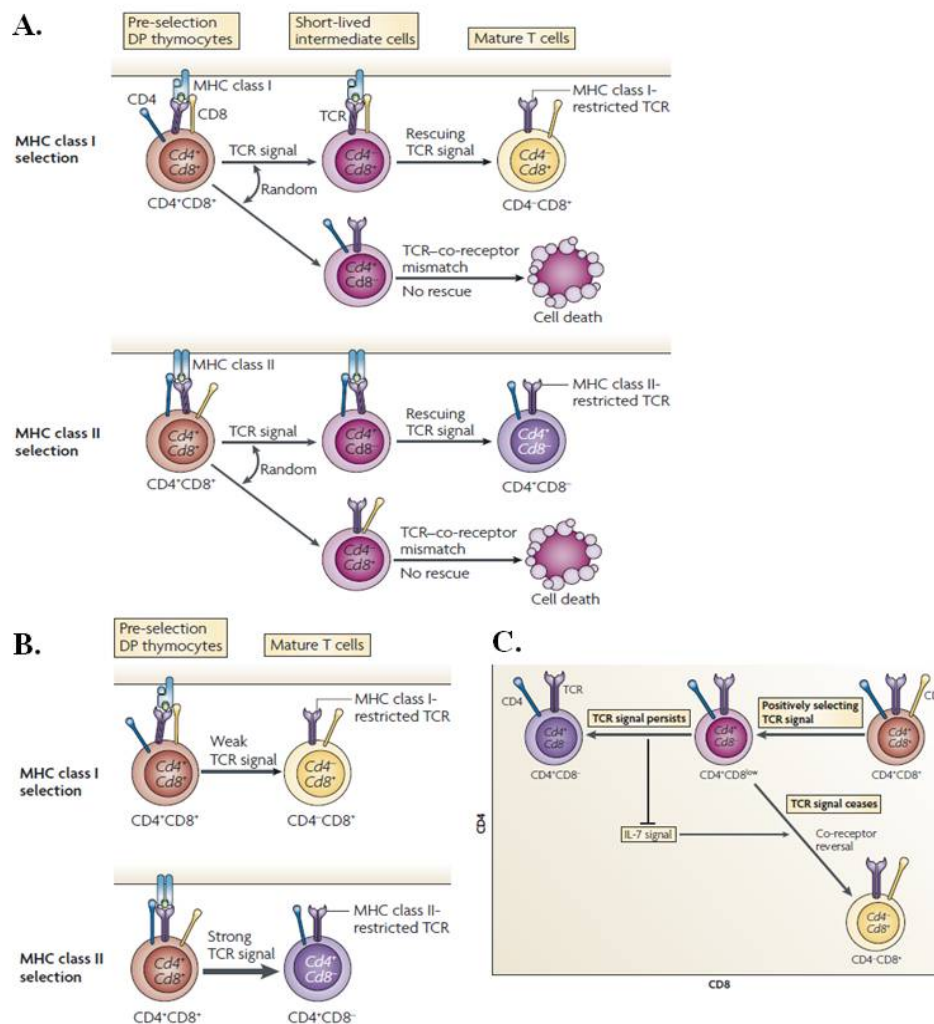 A.
Pre-selection
DP thymocytes
Short-lived
intermediate cells
Mature T cells
MHC class I
MHC class I-
restricted TCR
CD4
CD8
TCR
MHC class I
selection
Cd4⁺
Cd8⁺
TCR signal
Cd4⁻
Cd8⁺
Rescuing
TCR signal
Cd4⁻
Cd8⁺
Random
CD4⁺CD8⁺
CD4⁻CD8⁺
Cd4⁺
Cd8⁻
TCR–co-receptor
mismatch
No rescue
Cell death
MHC class II
MHC class II-
restricted TCR
MHC class II
selection
Cd4⁺
Cd8⁺
TCR signal
Cd4⁺
Cd8⁻
Rescuing
TCR signal
Cd4⁺
Cd8⁻
Random
CD4⁺CD8⁺
CD4⁺CD8⁻
Cd4⁻
Cd8⁺
TCR–co-receptor
mismatch
No rescue
Cell death
B.
Pre-selection
DP thymocytes
Mature T cells
MHC class I-
restricted TCR
MHC class I
selection
Cd4⁺
Cd8⁺
Weak
TCR signal
Cd4⁻
Cd8⁺
CD4⁺CD8⁺
CD4⁻CD8⁺
MHC class II-
restricted TCR
MHC class II
selection
Cd4⁺
Cd8⁺
Strong
TCR signal
Cd4⁺
Cd8⁻
CD4⁺CD8⁺
CD4⁺CD8⁻
C.
CD4
TCR
Cd4⁺
Cd8⁻
TCR signal persists
Cd4⁺
Cd8⁻
Positively selecting
TCR signal
Cd4⁺
Cd8⁺
CD4⁺CD8⁻
CD4⁺CD8ˡᵒʷ
CD4⁺CD8⁺
TCR signal ceases
IL-7 signal
Co-receptor
reversal
Cd4⁻
Cd8⁺
CD4⁻CD8⁺
CD4
CD8